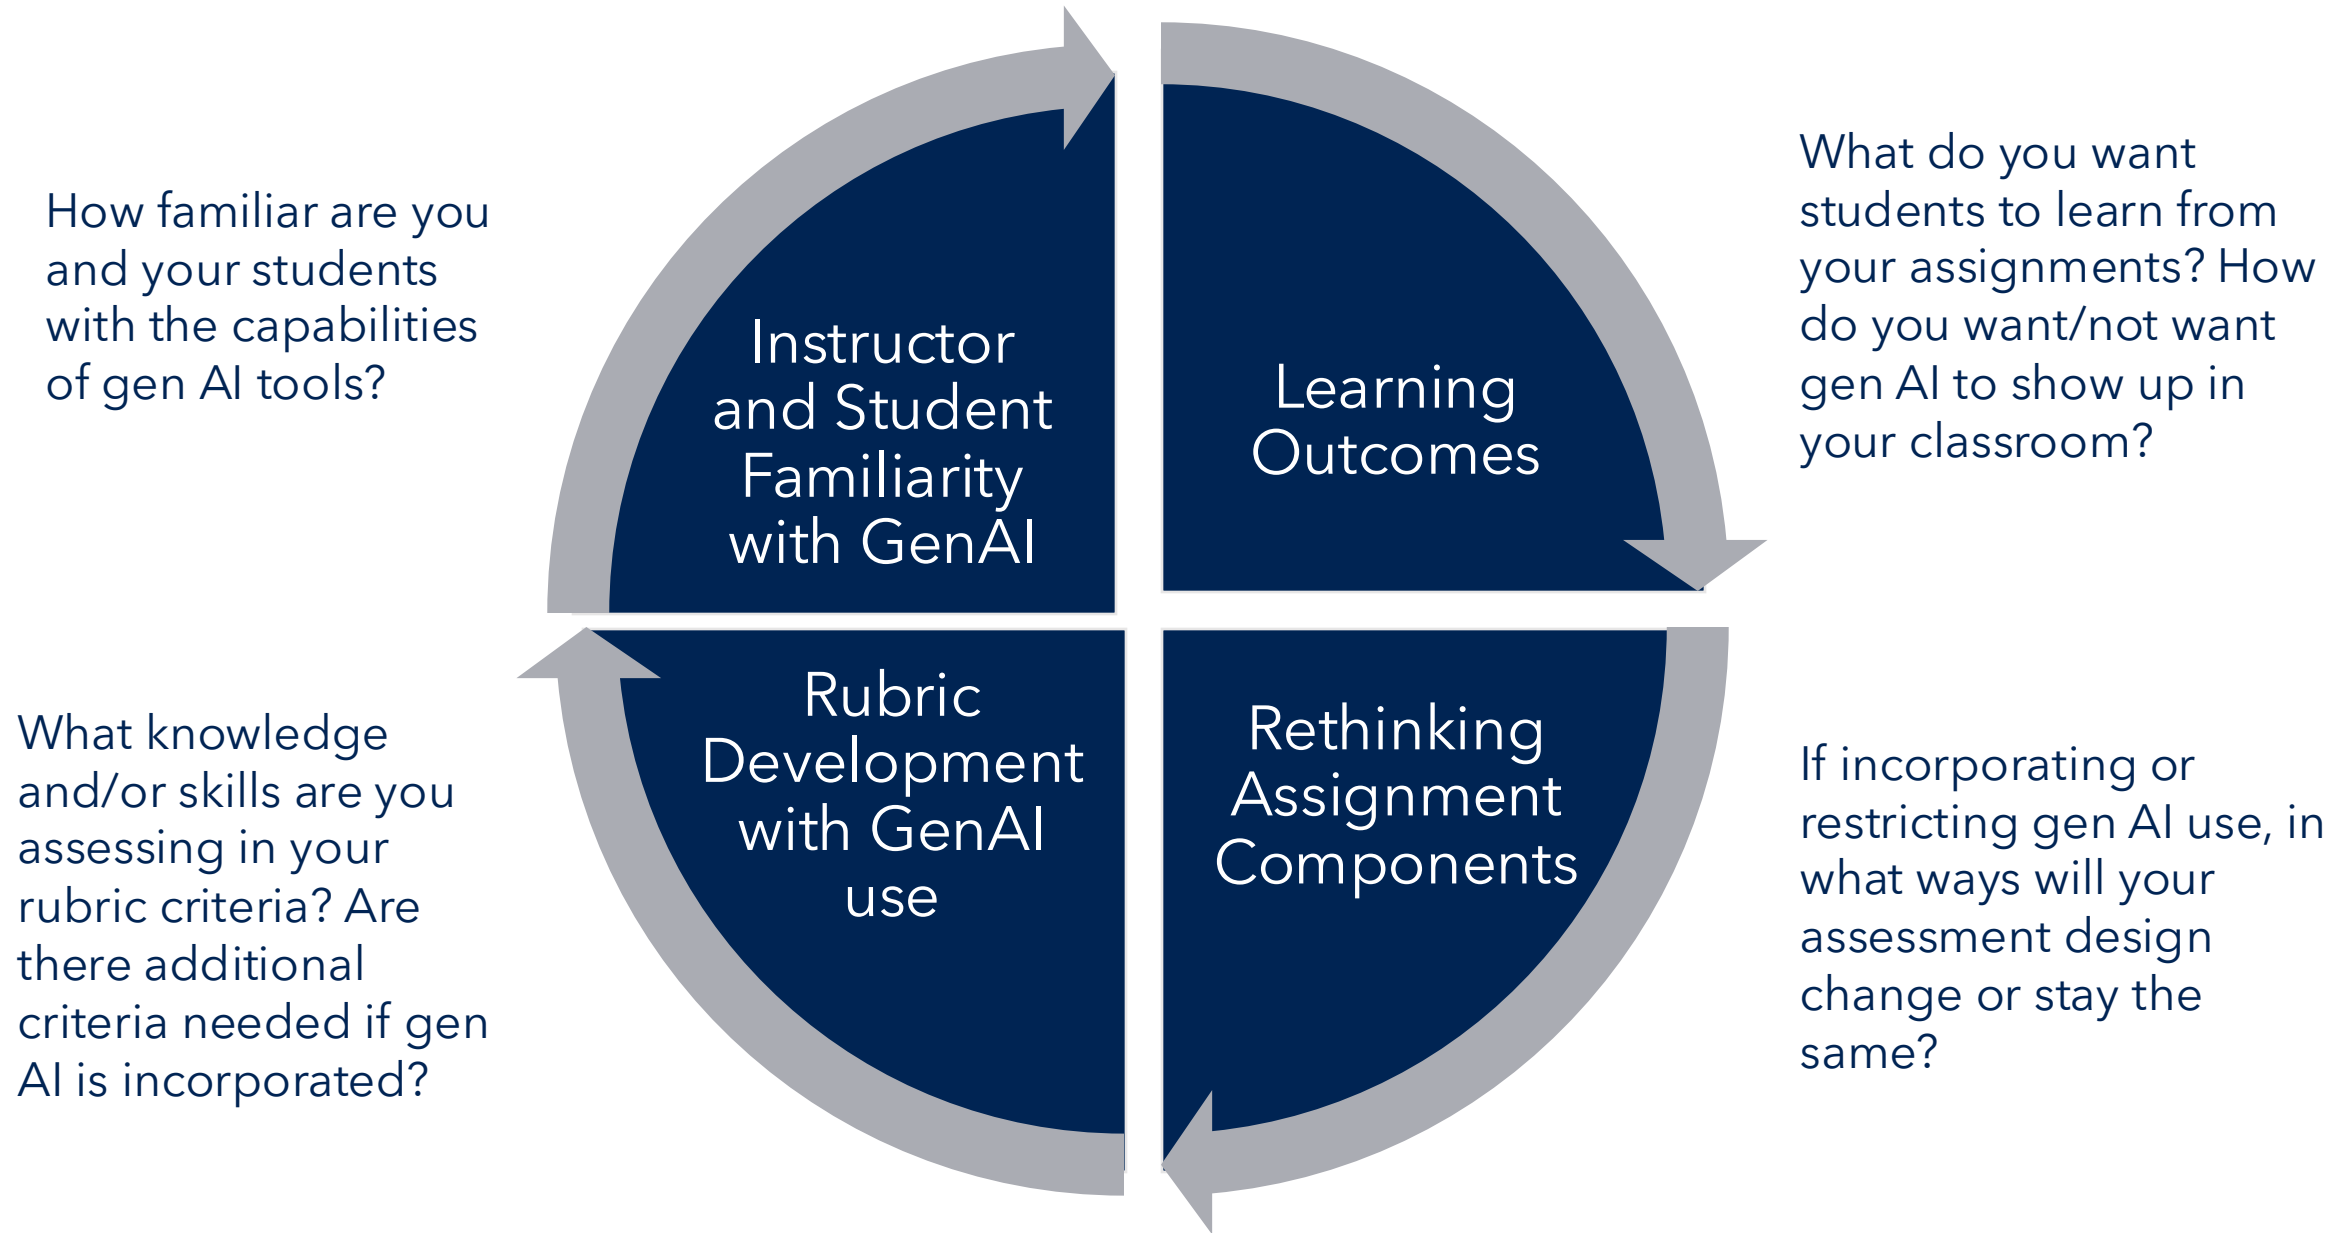 How familiar are you
and your students
with the capabilities
of gen AI tools?
Instructor
and Student
Familiarity
with GenAI
Learning
Outcomes
What do you want
students to learn from
your assignments? How
do you want/not want
gen AI to show up in
your classroom?
What knowledge
and/or skills are you
assessing in your
rubric criteria? Are
there additional
criteria needed if gen
AI is incorporated?
Rubric
Development
with GenAI
use
Rethinking
Assignment
Components
If incorporating or
restricting gen AI use, in
what ways will your
assessment design
change or stay the
same?